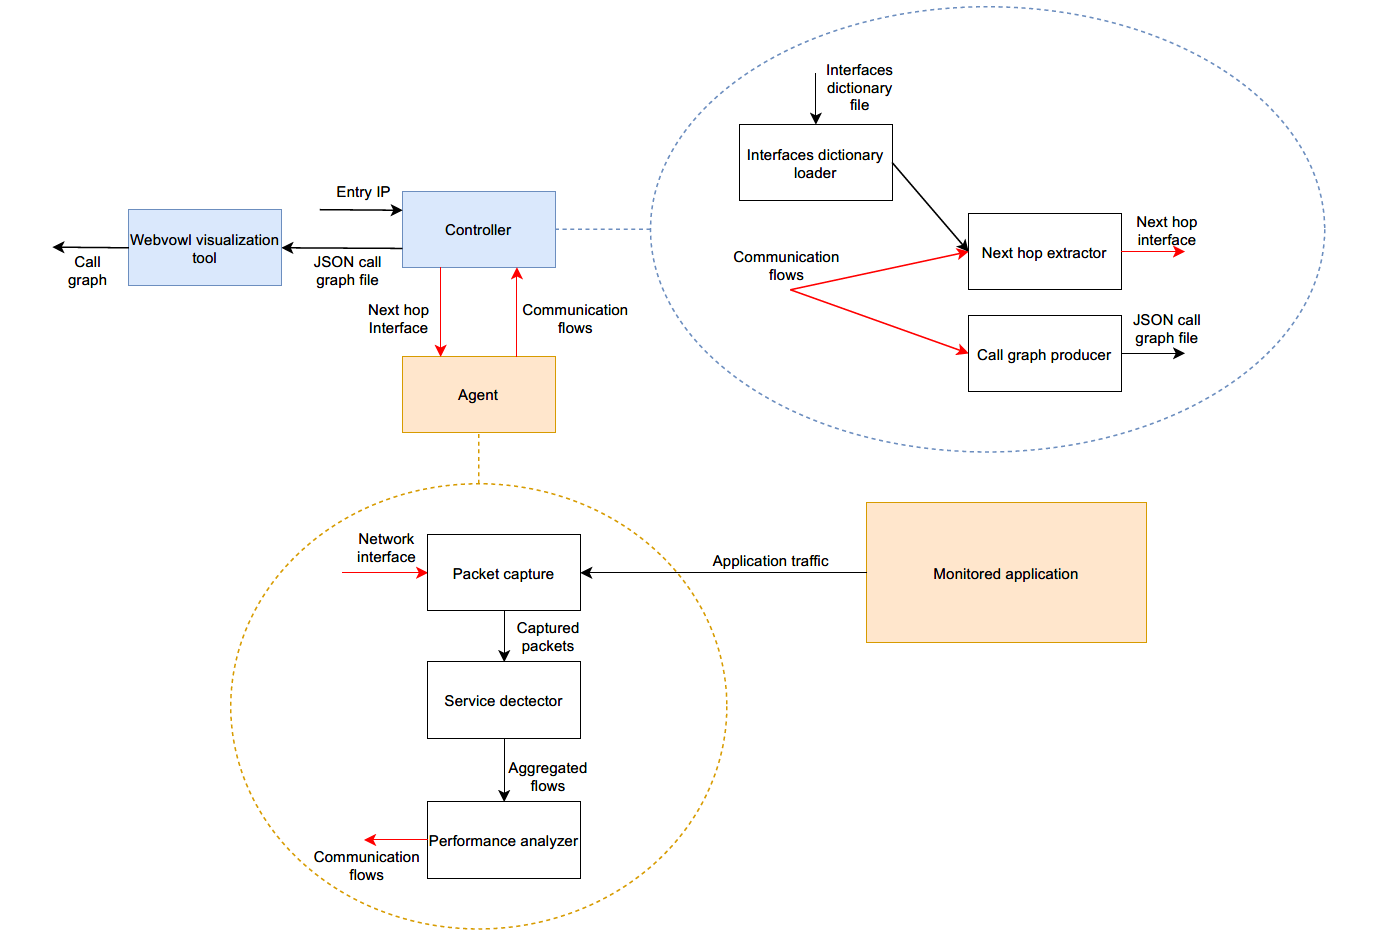 Interfaces
dictionary
file
Interfaces dictionary
loader
Entry IP
Controller
Webvowl visualization
tool
Call
graph
JSON call
graph file
Next hop
Interface
Communication
flows
Agent
Communication
flows
Next hop extractor
Next hop
interface
Call graph producer
JSON call
graph file
Network
interface
Packet capture
Application traffic
Monitored application
Captured
packets
Service dectector
Aggregated
flows
Performance analyzer
Communication
flows